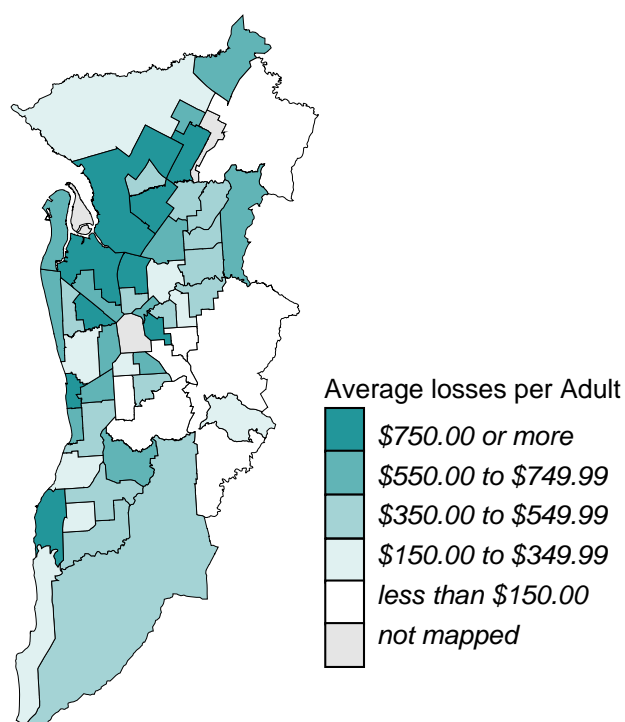 Average losses per Adult
$750.00 or more
$550.00 to $749.99
$350.00 to $549.99
$150.00 to $349.99
less than $150.00
not mapped